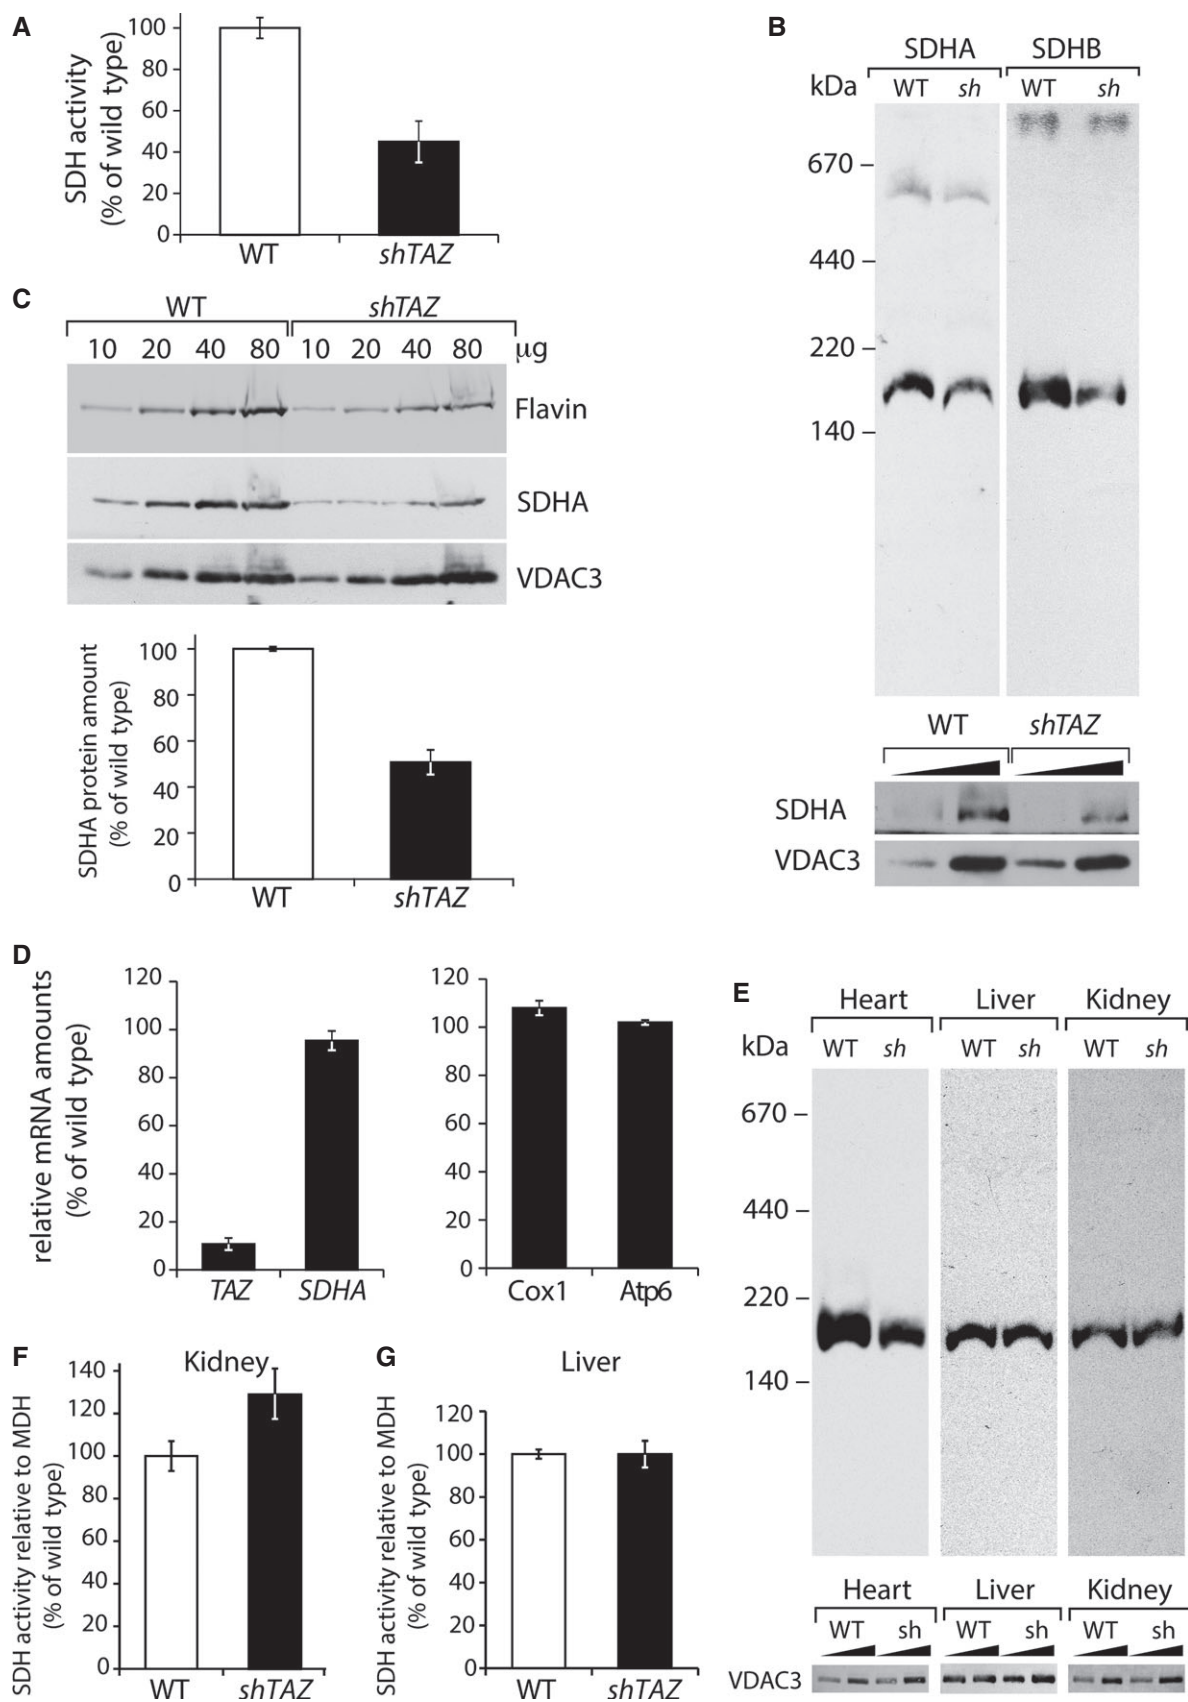 A
SDH activity
(% of wild type)
100
80
60
40
20
0
WT
shTAZ
B
SDHA
SDHB
kDa
WT
sh
WT
sh
670
440
220
140
WT
shTAZ
SDHA
VDAC3
C
WT
shTAZ
10 20 40 80 10 20 40 80 µg
Flavin
SDHA
VDAC3
SDHA protein amount
(% of wild type)
100
80
60
40
20
0
WT
shTAZ
D
relative mRNA amounts
(% of wild type)
120
100
80
60
40
20
0
TAZ
SDHA
120
100
80
60
40
20
0
Cox1
Atp6
E
Heart
Liver
Kidney
kDa
WT
sh
WT
sh
WT
sh
670
440
220
140
Heart
Liver
Kidney
WT
sh
WT
sh
WT
sh
VDAC3
F
Kidney
SDH activity relative to MDH
(% of wild type)
140
120
100
80
60
40
20
0
WT
shTAZ
G
Liver
SDH activity relative to MDH
(% of wild type)
120
100
80
60
40
20
0
WT
shTAZ